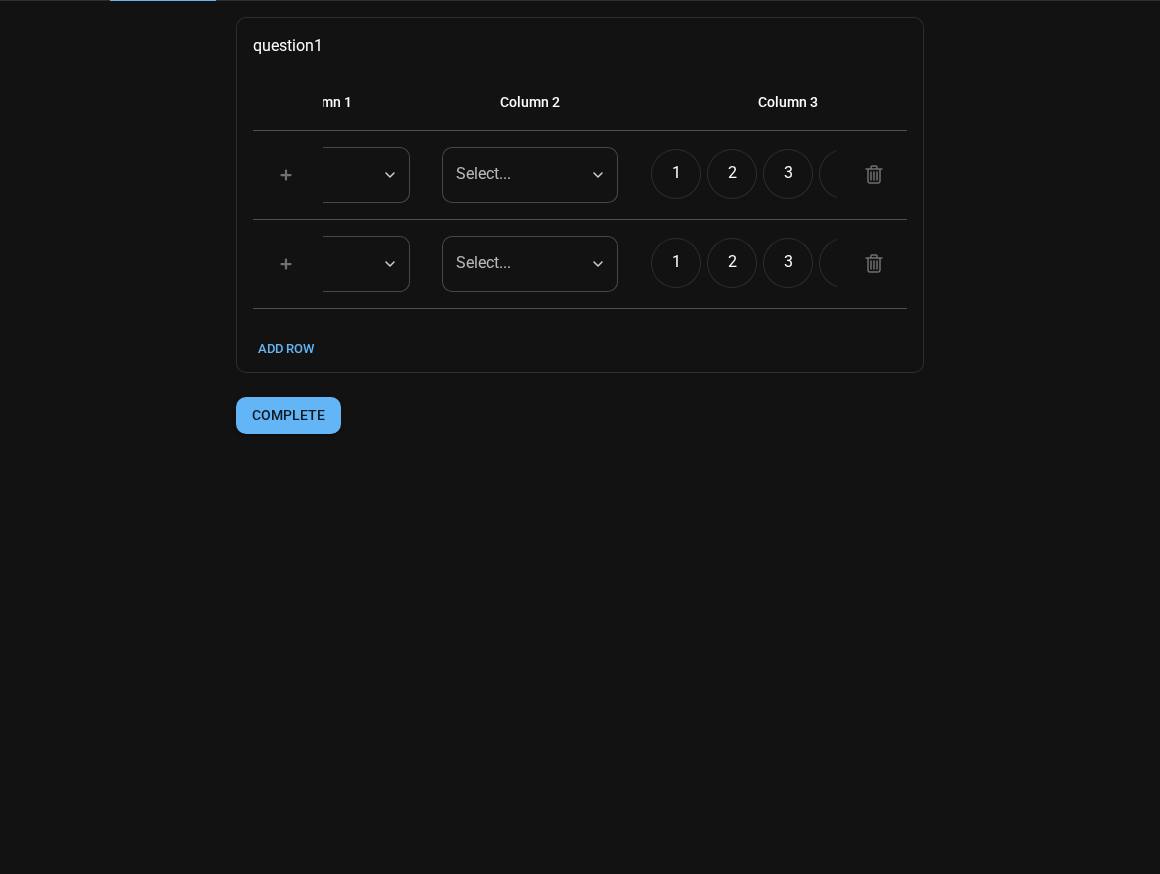 question1
mn 1 Column 2 Column 3
Select... 1 2 3
Select... 1 2 3
ADD ROW
COMPLETE